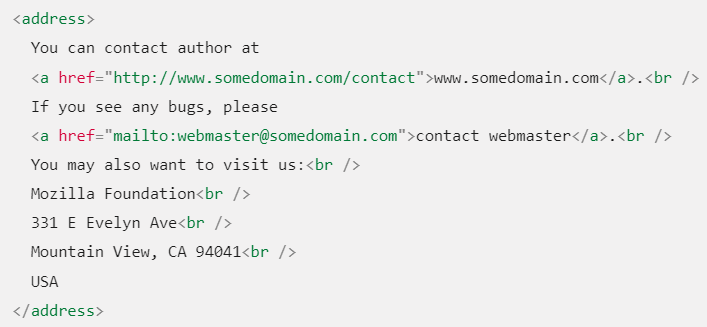 <address>
You can contact author at
<a href="http://www.somedomain.com/contact">www.somedomain.com</a>.<br />
If you see any bugs, please
<a href="mailto:webmaster@somedomain.com">contact webmaster</a>.<br />
You may also want to visit us:<br />
Mozilla Foundation<br />
331 E Evelyn Ave<br />
Mountain View, CA 94041<br />
USA
</address>